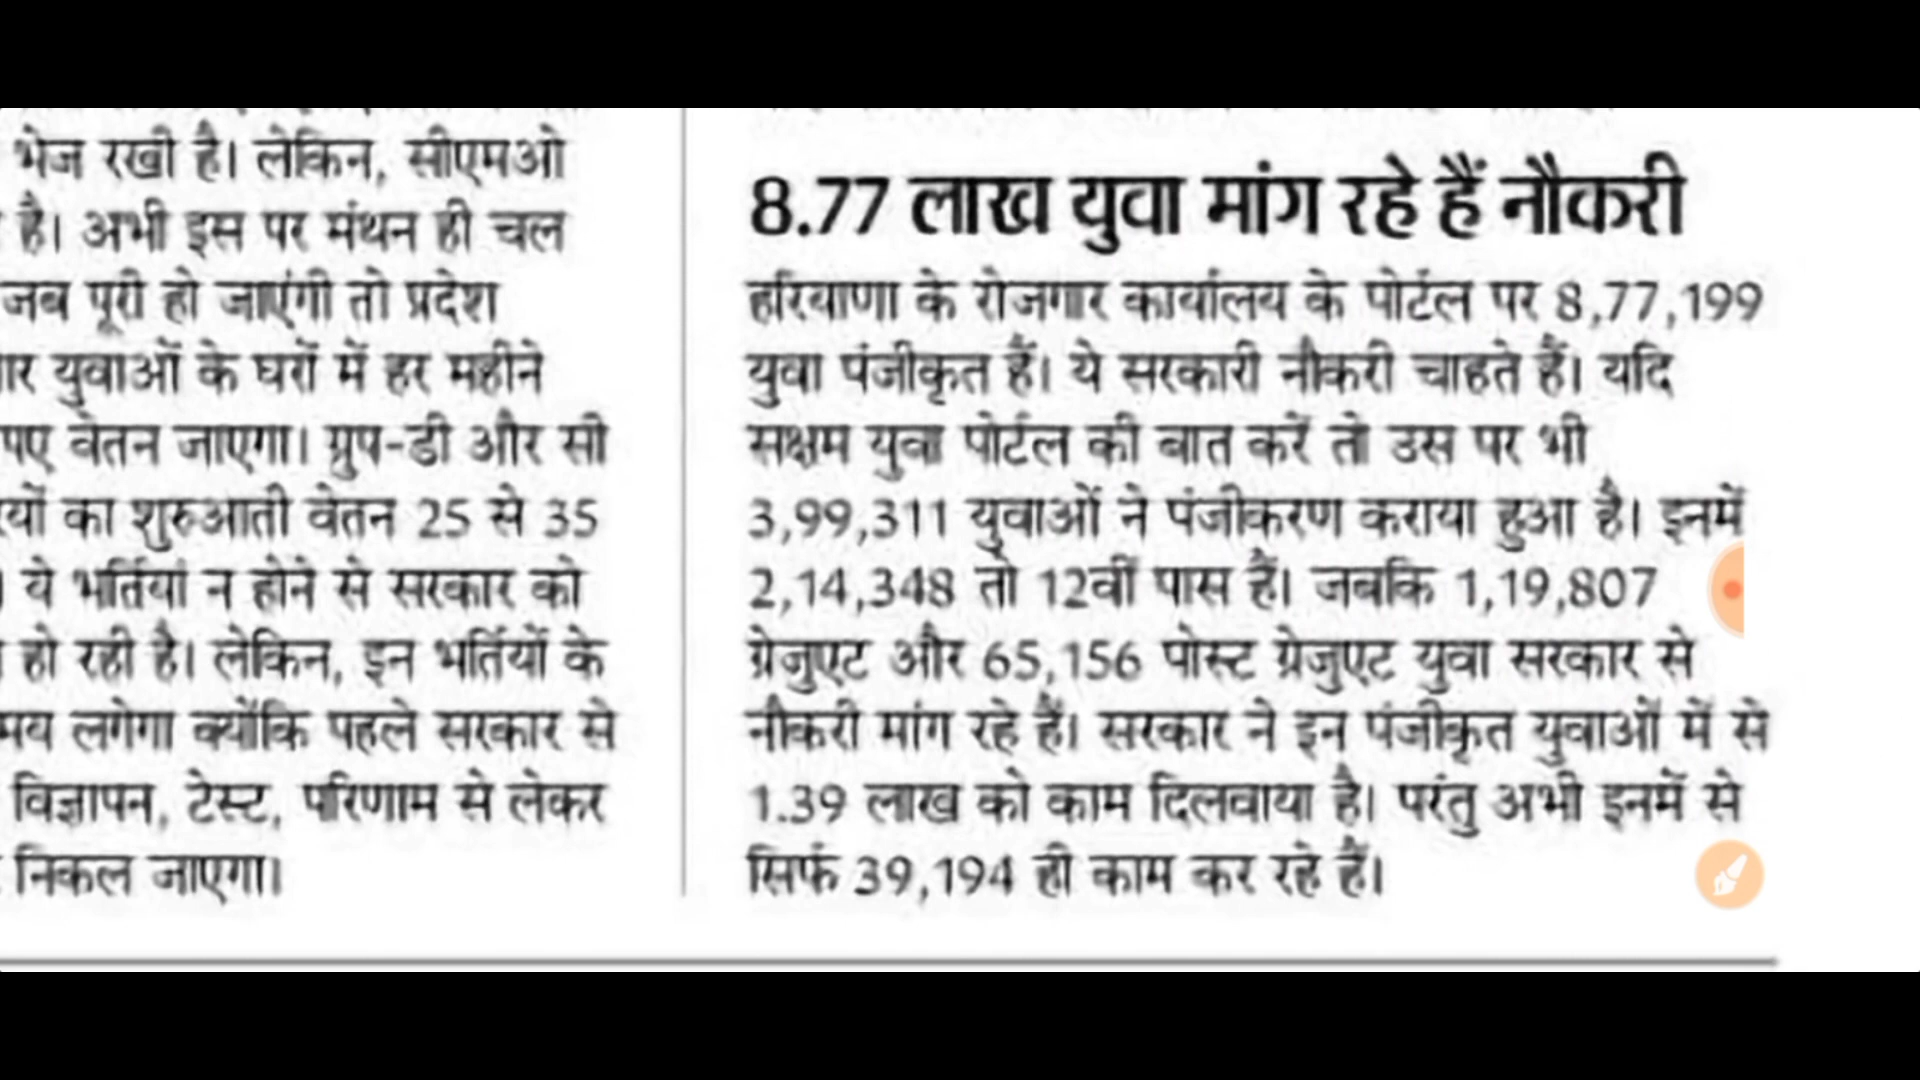 भेज रखी है। लेकिन, सीएमओ
है। अभी इस पर मंथन ही चल
जब पूरी हो जाएंगी तो प्रदेश
युवाओं के घरों में हर महीने
वेतन जाएगा। ग्रुप-डी और सी
का शुरुआती वेतन 25 से 35
ये भर्तियां न होने से सरकार को
हो रही है। लेकिन, इन भर्तियों के
लगेगा क्योंकि पहले सरकार से
विज्ञापन, टेस्ट, परिणाम से लेकर
निकल जाएगा।
8.77 लाख युवा मांग रहे हैं नौकरी
हरियाणा के रोजगार कार्यालय के पोर्टल पर 8,77,199
युवा पंजीकृत हैं। ये सरकारी नौकरी चाहते हैं। यदि
सक्षम युवा पोर्टल की बात करें तो उस पर भी
3,99,311 युवाओं ने पंजीकरण कराया हुआ है। इनमें
2,14,348 तो 12वीं पास हैं। जबकि 1,19,807
ग्रेजुएट और 65,156 पोस्ट ग्रेजुएट युवा सरकार से
नौकरी मांग रहे हैं। सरकार ने इन पंजीकृत युवाओं में से
1.39 लाख को काम दिलवाया है। परंतु अभी इनमें से
सिर्फ 39,194 ही काम कर रहे हैं।